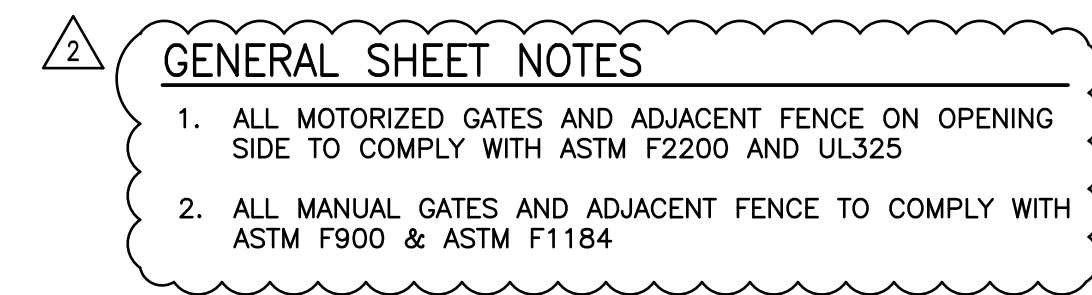 2
GENERAL SHEET NOTES
1. ALL MOTORIZED GATES AND ADJACENT FENCE ON OPENING
SIDE TO COMPLY WITH ASTM F2200 AND UL325
2. ALL MANUAL GATES AND ADJACENT FENCE TO COMPLY WITH
ASTM F900 & ASTM F1184